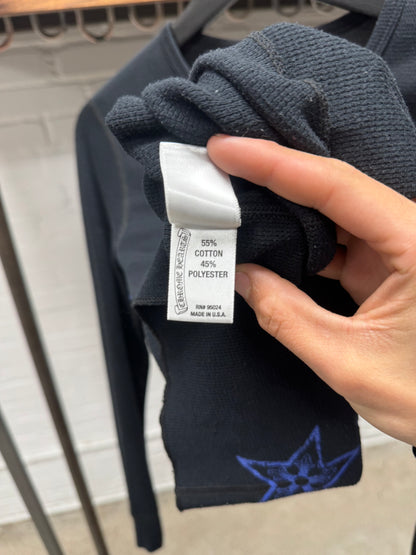 CHROME HEARTS
55%
COTTON
45%
POLYESTER
RN# 95024
MADE IN U.S.A.